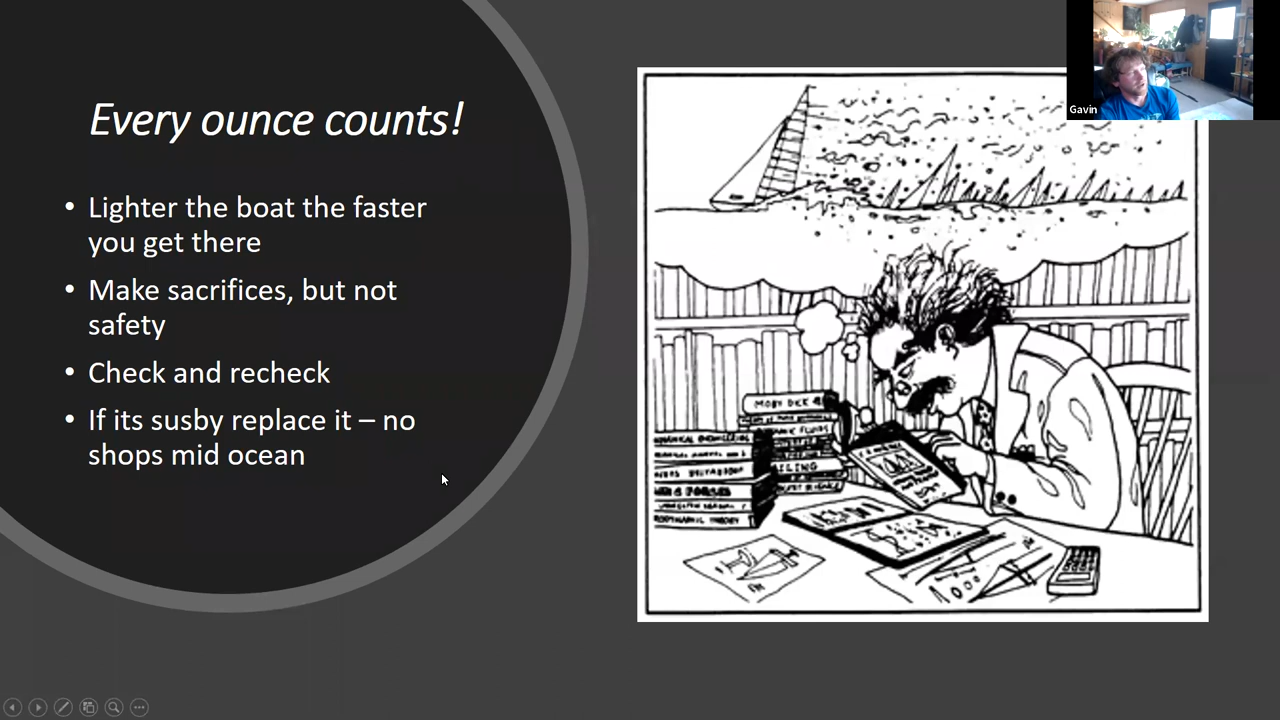 Every ounce counts!
• Lighter the boat the faster
you get there
• Make sacrifices, but not
safety
• Check and recheck
• If its susby replace it – no
shops mid ocean
Gavin
MOBY DICK
FLUIDS